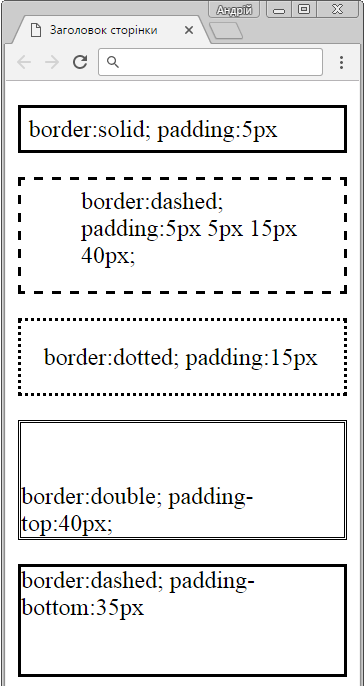 Андрій
Заголовок сторінки
border:solid; padding:5px
border:dashed;
padding:5px 5px 15px
40px;
border:dotted; padding:15px
border:double; padding-
top:40px;
border:dashed; padding-
bottom:35px